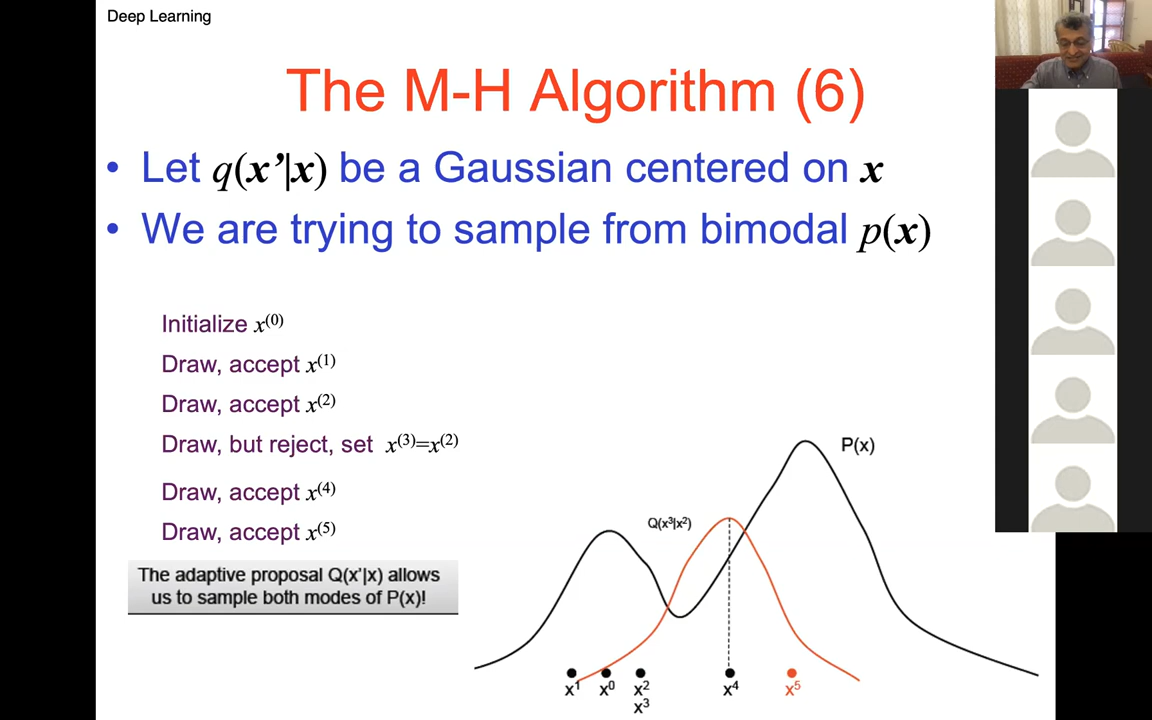 Deep Learning
The M-H Algorithm (6)
• Let q(x’|x) be a Gaussian centered on x
• We are trying to sample from bimodal p(x)
Initialize x⁽⁰⁾
Draw, accept x⁽¹⁾
Draw, accept x⁽²⁾
Draw, but reject, set x⁽³⁾=x⁽²⁾
Draw, accept x⁽⁴⁾
Draw, accept x⁽⁵⁾
The adaptive proposal Q(x'|x) allows
us to sample both modes of P(x)!
P(x)
Q(x³|x²)
x¹ x⁰ x² x⁴ x⁵
x³